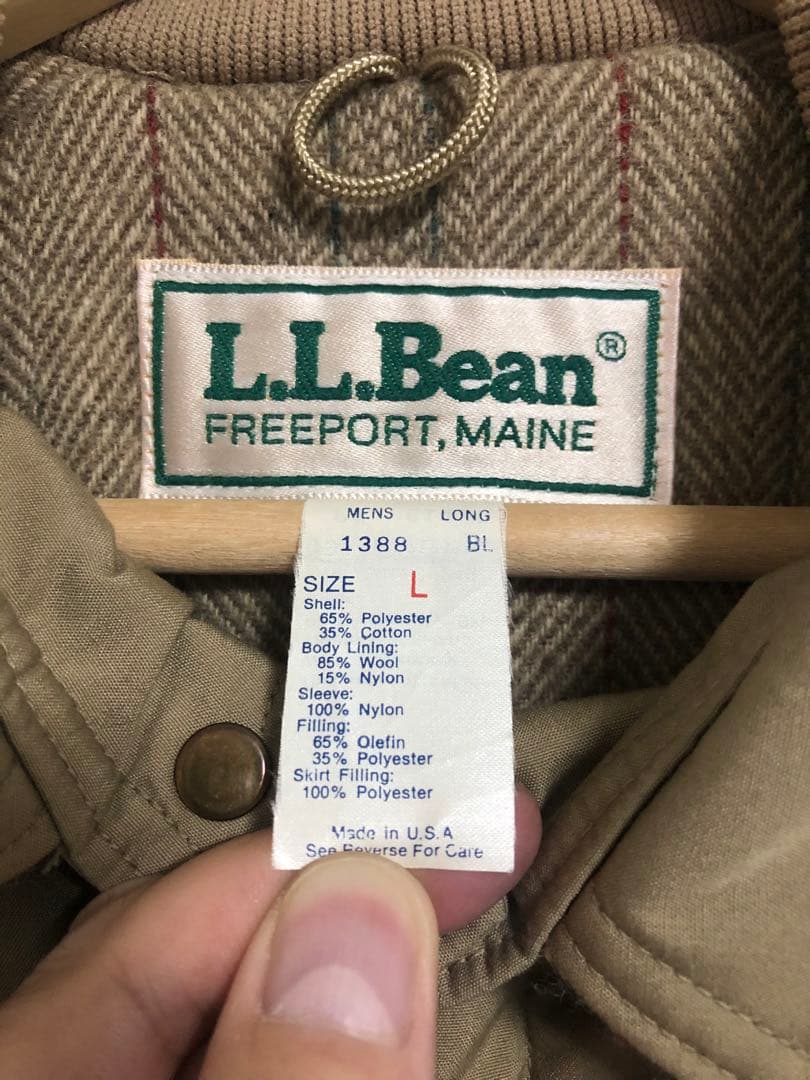 L.L.Bean®
FREEPORT, MAINE
MENS LONG
1388 BL
SIZE L
Shell:
65% Polyester
35% Cotton
Body Lining:
85% Wool
15% Nylon
Sleeve:
100% Nylon
Filling:
65% Olefin
35% Polyester
Skirt Filling:
100% Polyester
Made in U.S.A
See Reverse For Care